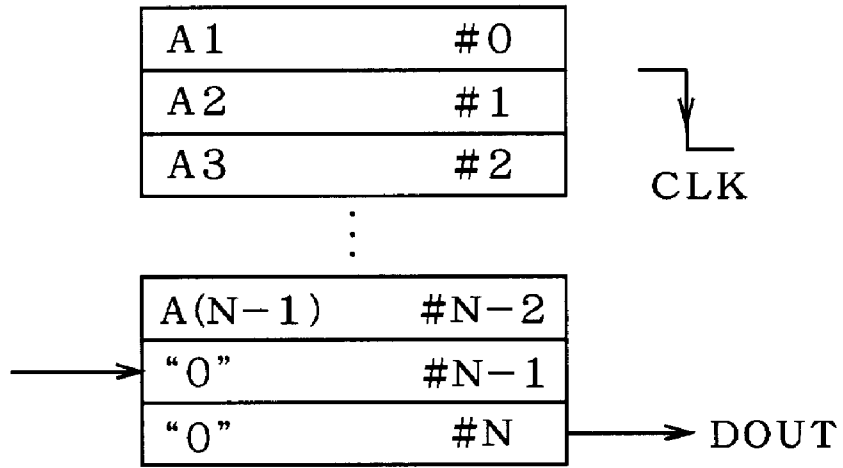 A1 #0
A2 #1
A3 #2
CLK
A(N−1) #N−2
“0” #N−1
“0” #N
DOUT